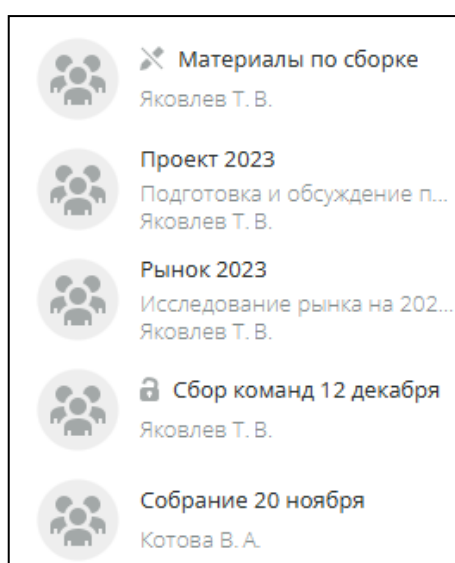 Материалы по сборке
Яковлев Т. В.
Проект 2023
Подготовка и обсуждение п...
Яковлев Т. В.
Рынок 2023
Исследование рынка на 202...
Яковлев Т. В.
Сбор команд 12 декабря
Яковлев Т. В.
Собрание 20 ноября
Котова В. А.